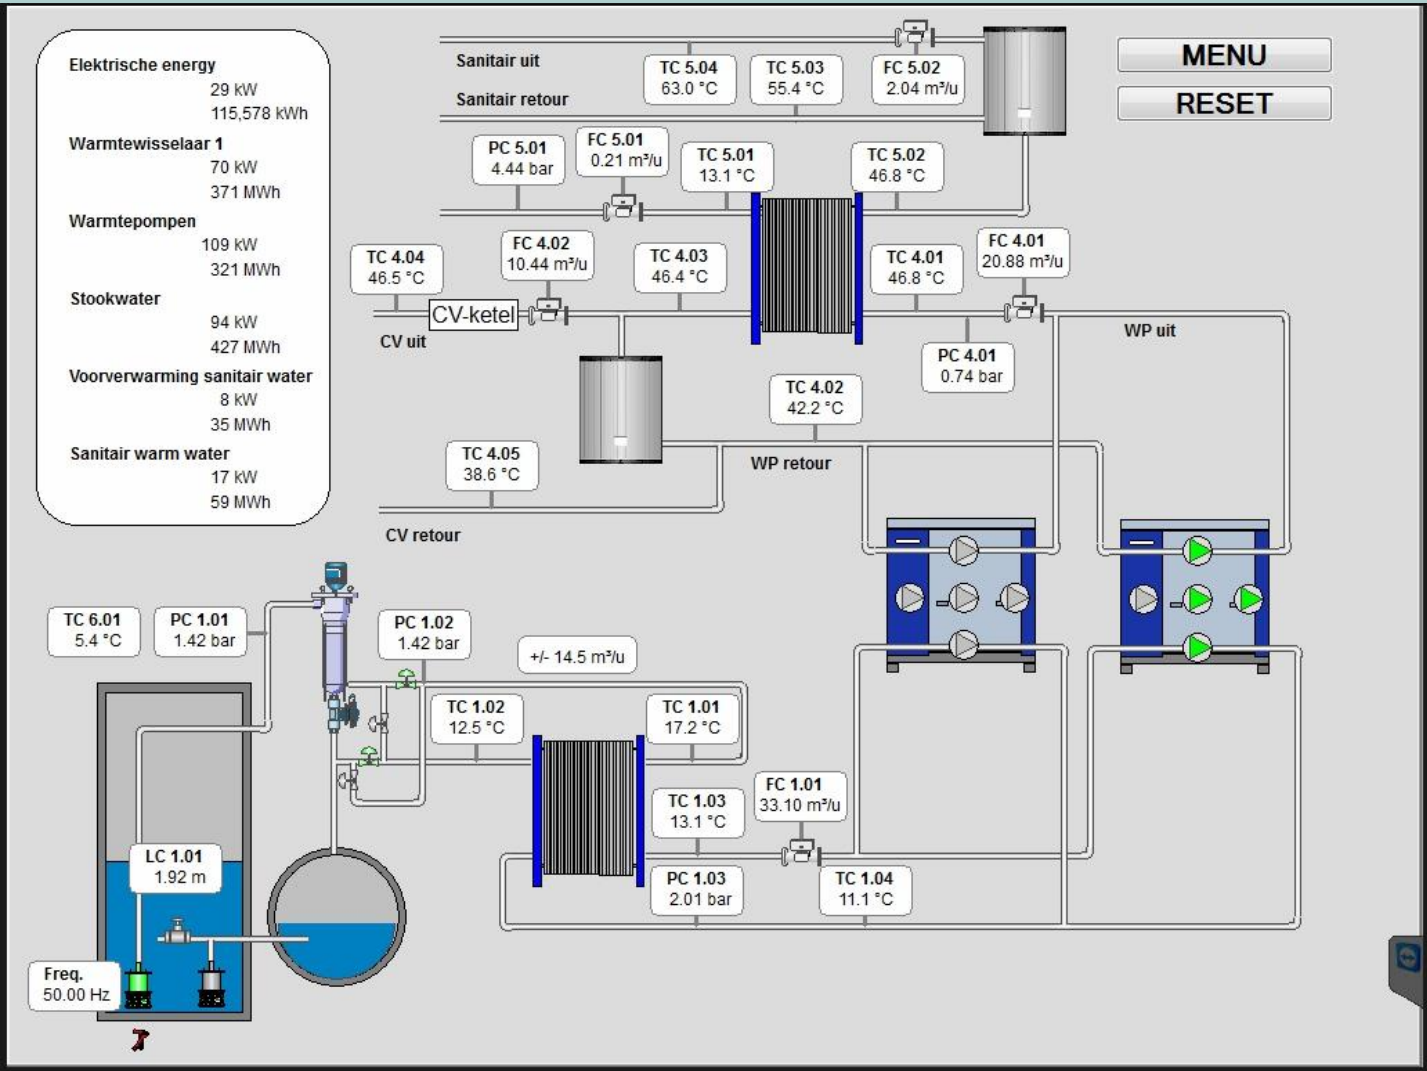 Elektrische energy
29 kW
115,578 kWh
Warmtewisselaar 1
70 kW
371 MWh
Warmtepompen
109 kW
321 MWh
Stookwater
94 kW
427 MWh
Voorverwarming sanitair water
8 kW
35 MWh
Sanitair warm water
17 kW
59 MWh
Sanitair uit
Sanitair retour
TC 5.04
63.0 °C
TC 5.03
55.4 °C
FC 5.02
2.04 m³/u
MENU
RESET
PC 5.01
4.44 bar
FC 5.01
0.21 m³/u
TC 5.01
13.1 °C
TC 5.02
46.8 °C
TC 4.04
46.5 °C
FC 4.02
10.44 m³/u
TC 4.03
46.4 °C
TC 4.01
46.8 °C
FC 4.01
20.88 m³/u
CV-ketel
CV uit
WP uit
PC 4.01
0.74 bar
TC 4.02
42.2 °C
TC 4.05
38.6 °C
WP retour
CV retour
TC 6.01
5.4 °C
PC 1.01
1.42 bar
PC 1.02
1.42 bar
+/- 14.5 m³/u
TC 1.02
12.5 °C
TC 1.01
17.2 °C
TC 1.03
13.1 °C
FC 1.01
33.10 m³/u
LC 1.01
1.92 m
PC 1.03
2.01 bar
TC 1.04
11.1 °C
Freq.
50.00 Hz